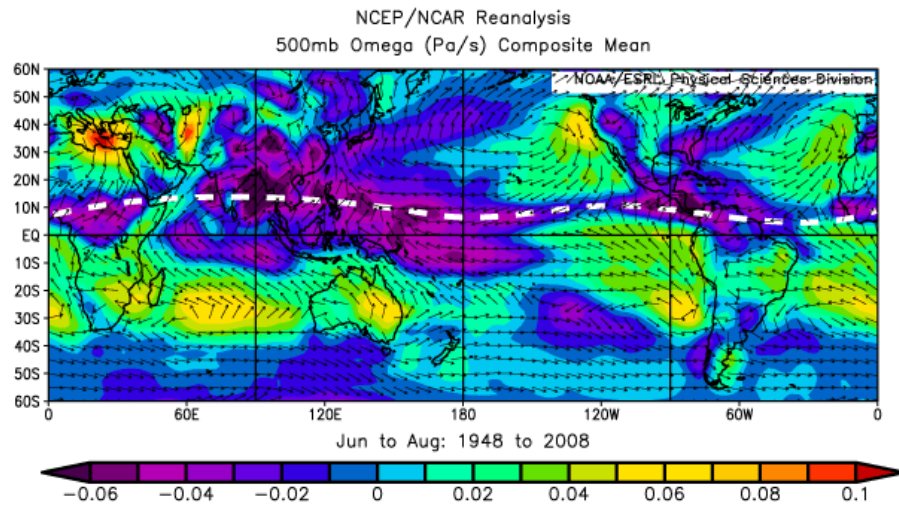 NCEP/NCAR Reanalysis
500mb Omega (Pa/s) Composite Mean
NOAA/ESRL Physical Sciences Division
60N
50N
40N
30N
20N
10N
EQ
10S
20S
30S
40S
50S
60S
0 60E 120E 180 120W 60W 0
Jun to Aug: 1948 to 2008
−0.06 −0.04 −0.02 0 0.02 0.04 0.06 0.08 0.1